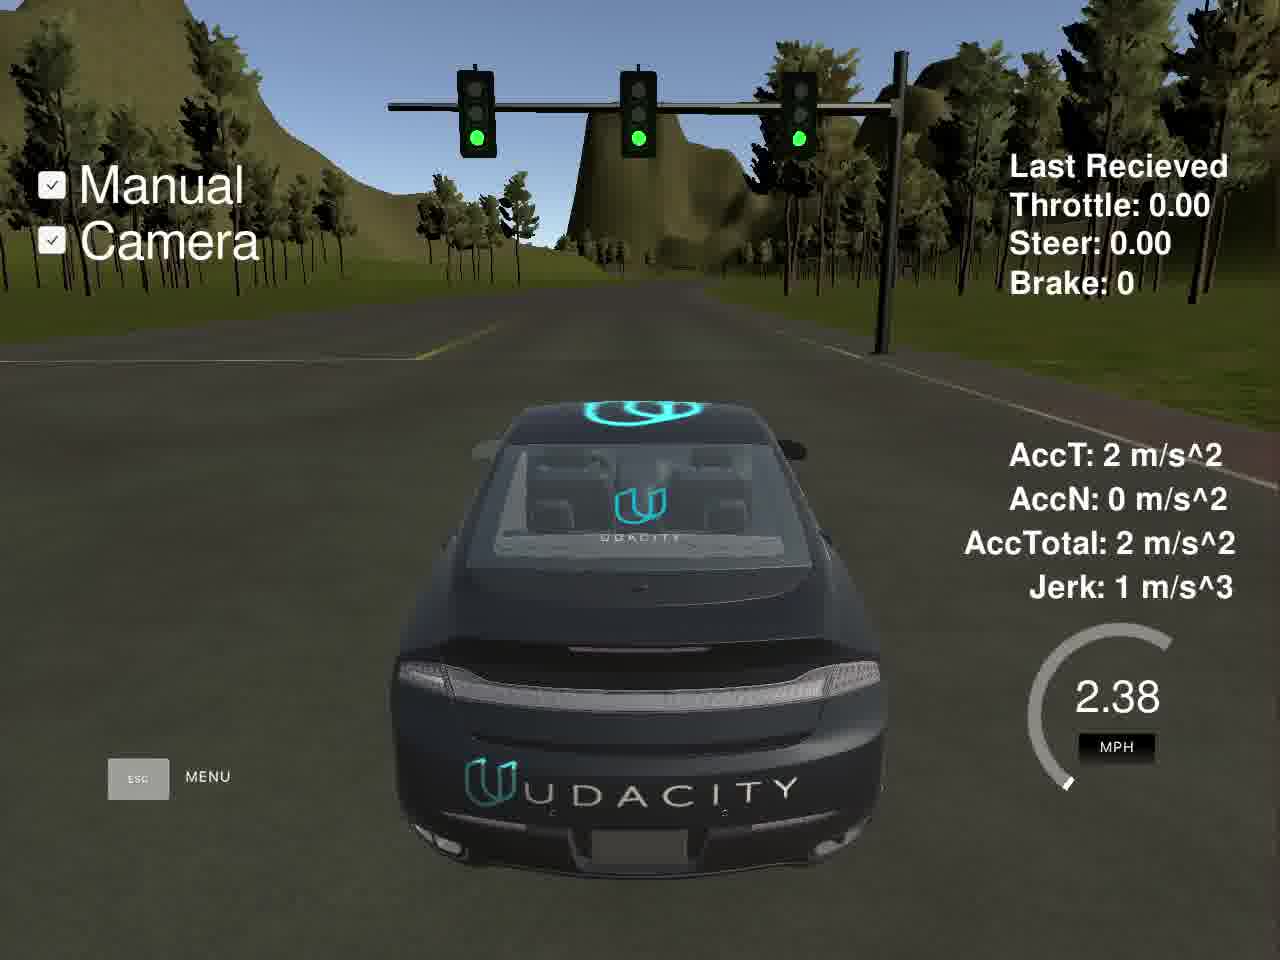 Manual
Camera
Last Recieved
Throttle: 0.00
Steer: 0.00
Brake: 0
UDACITY
AccT: 2 m/s^2
AccN: 0 m/s^2
AccTotal: 2 m/s^2
Jerk: 1 m/s^3
2.38
MPH
ESC MENU
UDACITY